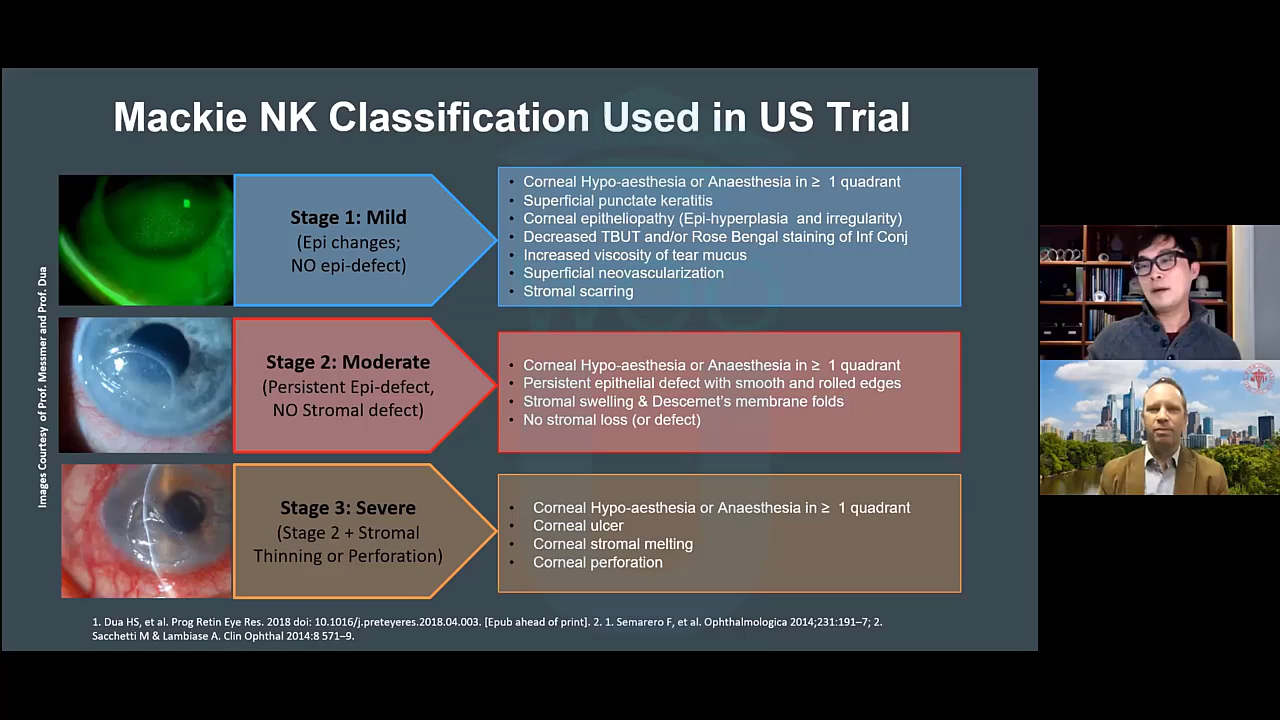 Mackie NK Classification Used in US Trial
Images Courtesy of Prof. Messmer and Prof. Dua
Stage 1: Mild
(Epi changes;
NO epi-defect)
• Corneal Hypo-aesthesia or Anaesthesia in ≥ 1 quadrant
• Superficial punctate keratitis
• Corneal epitheliopathy (Epi-hyperplasia and irregularity)
• Decreased TBUT and/or Rose Bengal staining of Inf Conj
• Increased viscosity of tear mucus
• Superficial neovascularization
• Stromal scarring
Stage 2: Moderate
(Persistent Epi-defect,
NO Stromal defect)
• Corneal Hypo-aesthesia or Anaesthesia in ≥ 1 quadrant
• Persistent epithelial defect with smooth and rolled edges
• Stromal swelling & Descemet's membrane folds
• No stromal loss (or defect)
Stage 3: Severe
(Stage 2 + Stromal
Thinning or Perforation)
• Corneal Hypo-aesthesia or Anaesthesia in ≥ 1 quadrant
• Corneal ulcer
• Corneal stromal melting
• Corneal perforation
1. Dua HS, et al. Prog Retin Eye Res. 2018 doi: 10.1016/j.preteyeres.2018.04.003. [Epub ahead of print]. 2. 1. Semarero F, et al. Ophthalmologica 2014;231:191–7; 2.
Sacchetti M & Lambiase A. Clin Ophthal 2014:8 571–9.